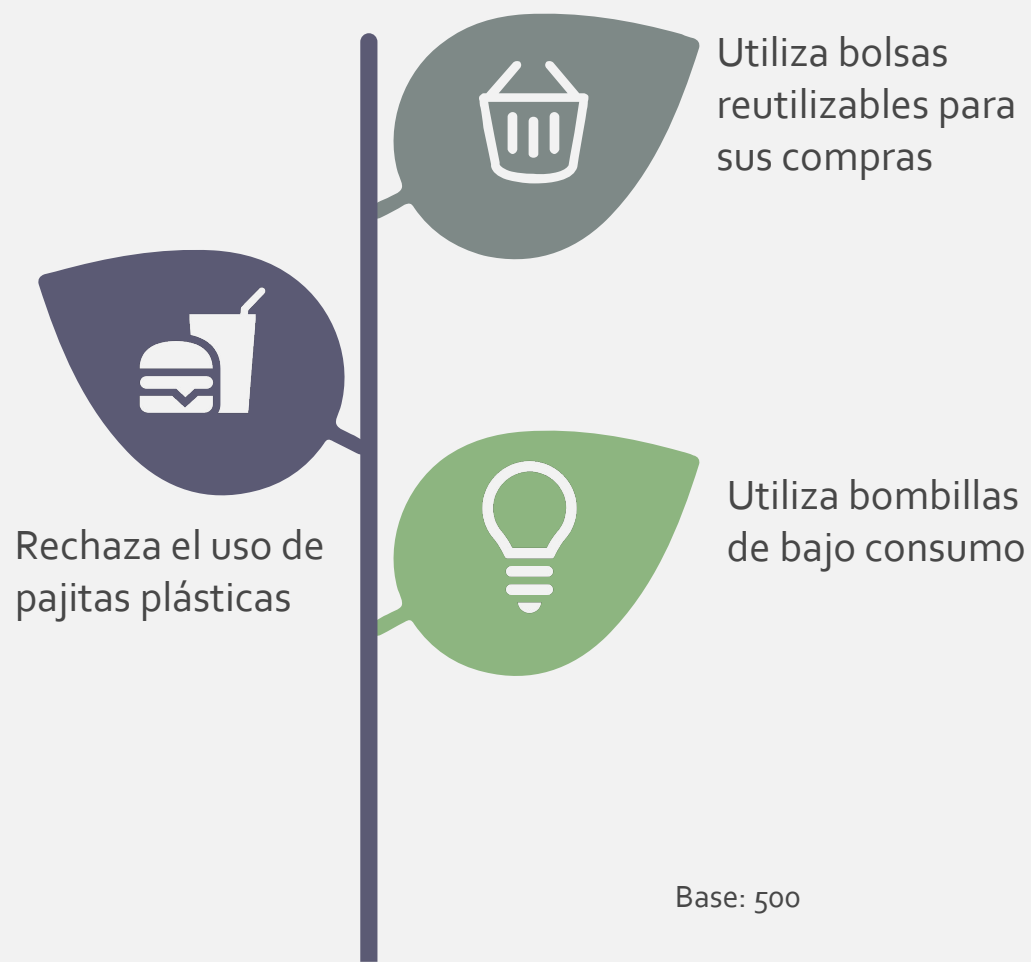 Utiliza bolsas
reutilizables para
sus compras
Rechaza el uso de
pajitas plásticas
Utiliza bombillas
de bajo consumo
Base: 500